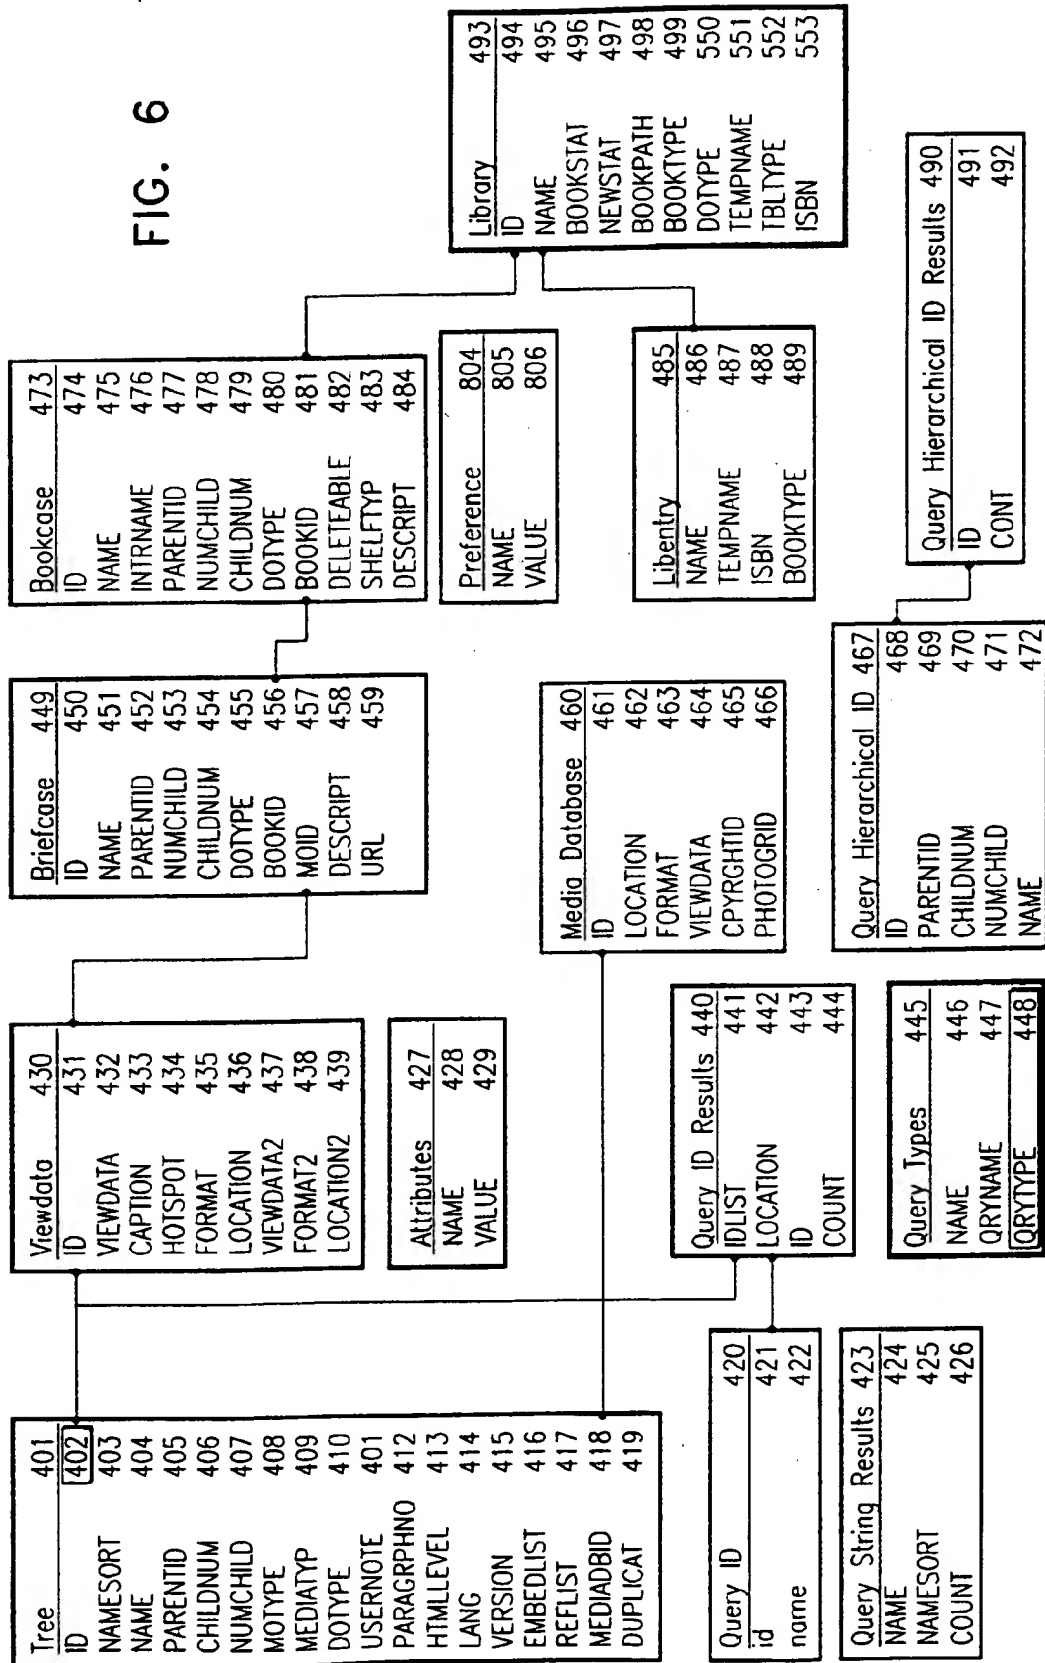 FIG. 6
Tree 401
ID 402
NAMESORT 403
NAME 404
PARENTID 405
CHILDNUM 406
NUMCHILD 407
MOTYPE 408
MEDIATYP 409
DOTYPE 410
USERNOTE 401
PARAGRPHNO 412
HTMLLEVEL 413
LANG 414
VERSION 415
EMBEDLIST 416
REFLIST 417
MEDIADBID 418
DUPLICAT 419
Viewdata 430
ID 431
VIEWDATA 432
CAPTION 433
HOTSPOT 434
FORMAT 435
LOCATION 436
VIEWDATA2 437
FORMAT2 438
LOCATION2 439
Briefcase 449
ID 450
NAME 451
PARENTID 452
NUMCHILD 453
CHILDNUM 454
DOTYPE 455
BOOKID 456
MOID 457
DESCRIPT 458
URL 459
Bookcase 473
ID 474
NAME 475
INTRNAME 476
PARENTID 477
NUMCHILD 478
CHILDNUM 479
DOTYPE 480
BOOKID 481
DELETEABLE 482
SHELFTYP 483
DESCRIPT 484
Library 493
ID 494
NAME 495
BOOKSTAT 496
NEWSTAT 497
BOOKPATH 498
BOOKTYPE 499
DOTYPE 550
TEMPNAME 551
TBLTYPE 552
ISBN 553
Attributes 427
NAME 428
VALUE 429
Preference 804
NAME 805
VALUE 806
Media Database 460
ID 461
LOCATION 462
FORMAT 463
VIEWDATA 464
CPYRGHTID 465
PHOTOGRID 466
Libentry 485
NAME 486
TEMPNAME 487
ISBN 488
BOOKTYPE 489
Query ID 420
id 421
name 422
Query ID Results 440
IDLIST 441
LOCATION 442
ID 443
COUNT 444
Query String Results 423
NAME 424
NAMESORT 425
COUNT 426
Query Types 445
NAME 446
QRYNAME 447
QRYTYPE 448
Query Hierarchical ID 467
ID 468
PARENTID 469
CHILDNUM 470
NUMCHILD 471
NAME 472
Query Hierarchical ID Results 490
ID 491
CONT 492